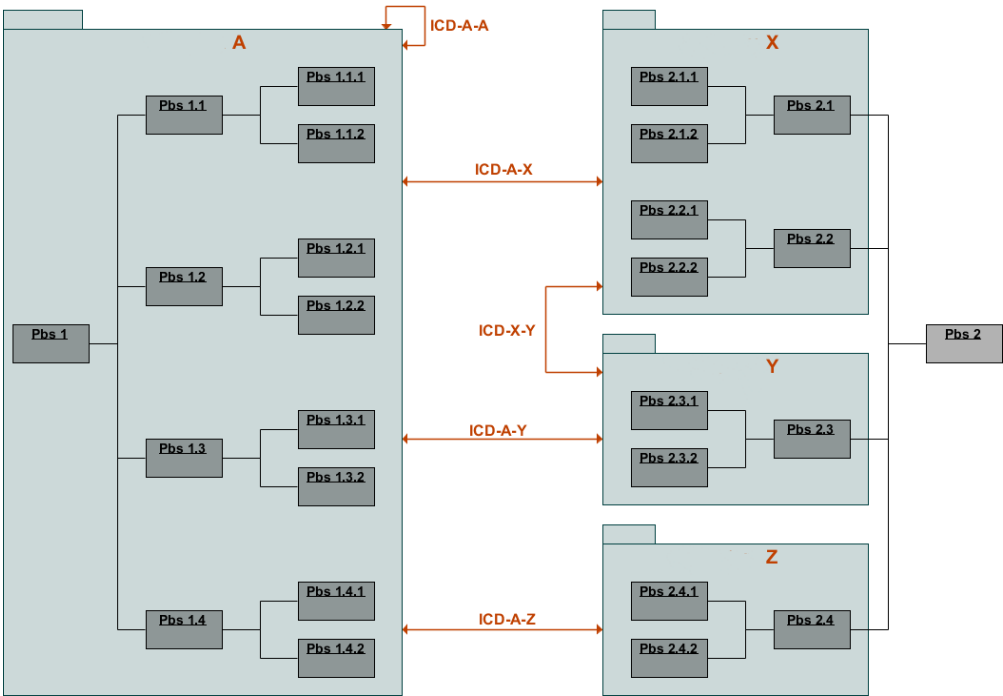 ICD-A-A
A
X
Pbs 1.1.1
Pbs 1.1
Pbs 1.1.2
Pbs 2.1.1
Pbs 2.1
Pbs 2.1.2
ICD-A-X
Pbs 1.2.1
Pbs 1.2
Pbs 1.2.2
Pbs 2.2.1
Pbs 2.2
Pbs 2.2.2
Pbs 1
ICD-X-Y
Pbs 2
Y
Pbs 1.3.1
Pbs 1.3
Pbs 1.3.2
ICD-A-Y
Pbs 2.3.1
Pbs 2.3
Pbs 2.3.2
Z
Pbs 1.4.1
Pbs 1.4
Pbs 1.4.2
ICD-A-Z
Pbs 2.4.1
Pbs 2.4
Pbs 2.4.2